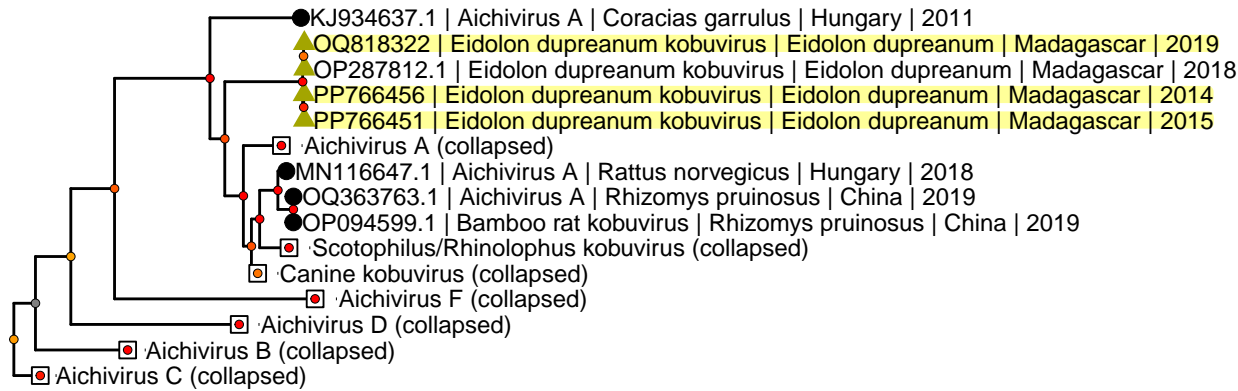 KJ934637.1 | Aichivirus A | Coracias garrulus | Hungary | 2011
OQ818322 | Eidolon dupreanum kobuvirus | Eidolon dupreanum | Madagascar | 2019
OP287812.1 | Eidolon dupreanum kobuvirus | Eidolon dupreanum | Madagascar | 2018
PP766456 | Eidolon dupreanum kobuvirus | Eidolon dupreanum | Madagascar | 2014
PP766451 | Eidolon dupreanum kobuvirus | Eidolon dupreanum | Madagascar | 2015
Aichivirus A (collapsed)
MN116647.1 | Aichivirus A | Rattus norvegicus | Hungary | 2018
OQ363763.1 | Aichivirus A | Rhizomys pruinosus | China | 2019
OP094599.1 | Bamboo rat kobuvirus | Rhizomys pruinosus | China | 2019
Scotophilus/Rhinolophus kobuvirus (collapsed)
Canine kobuvirus (collapsed)
Aichivirus F (collapsed)
Aichivirus D (collapsed)
Aichivirus B (collapsed)
Aichivirus C (collapsed)